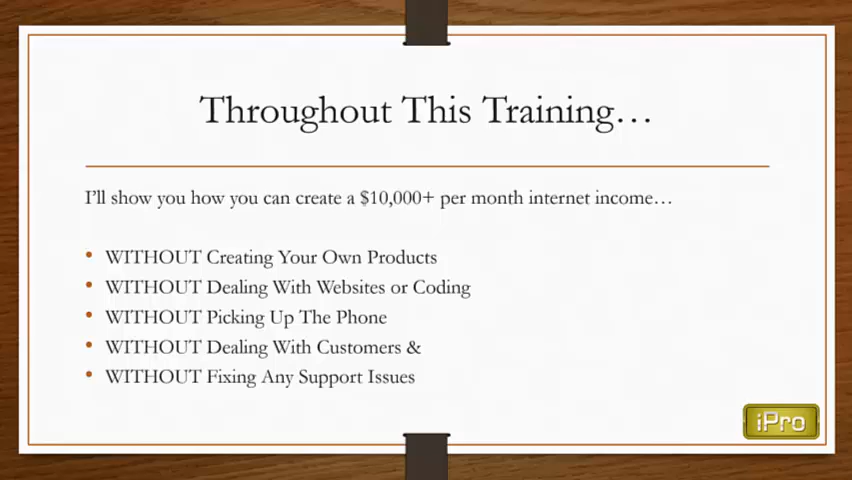 Throughout This Training…
I'll show you how you can create a $10,000+ per month internet income…
• WITHOUT Creating Your Own Products
• WITHOUT Dealing With Websites or Coding
• WITHOUT Picking Up The Phone
• WITHOUT Dealing With Customers &
• WITHOUT Fixing Any Support Issues
iPro